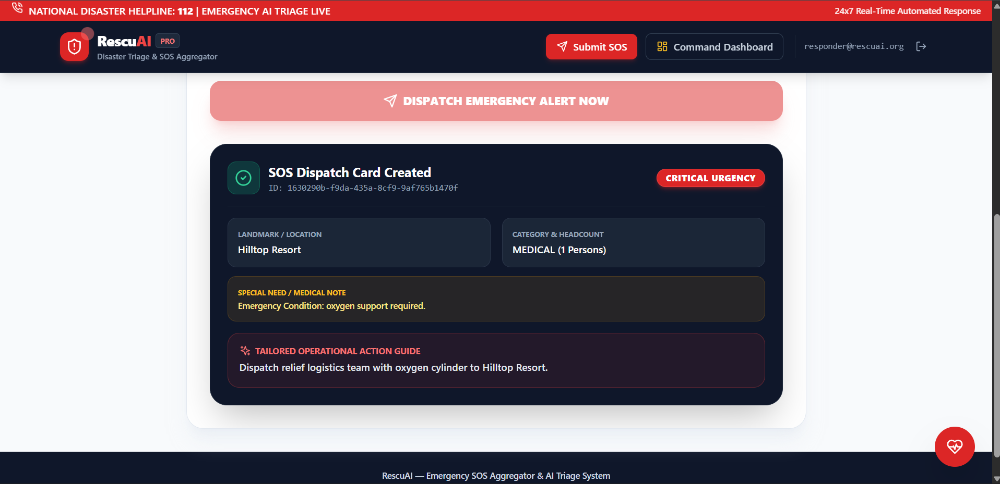 NATIONAL DISASTER HELPLINE: 112 | EMERGENCY AI TRIAGE LIVE
24x7 Real-Time Automated Response
RescuAI PRO
Disaster Triage & SOS Aggregator
Submit SOS
Command Dashboard
responder@rescuai.org
DISPATCH EMERGENCY ALERT NOW
SOS Dispatch Card Created
ID: 1630290b-f9da-435a-8cf9-9af765b1470f
CRITICAL URGENCY
LANDMARK / LOCATION
Hilltop Resort
CATEGORY & HEADCOUNT
MEDICAL (1 Persons)
SPECIAL NEED / MEDICAL NOTE
Emergency Condition: oxygen support required.
TAILORED OPERATIONAL ACTION GUIDE
Dispatch relief logistics team with oxygen cylinder to Hilltop Resort.
RescuAI — Emergency SOS Aggregator & AI Triage System